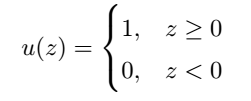 u(z) = { 1, z ≥ 0
0, z < 0